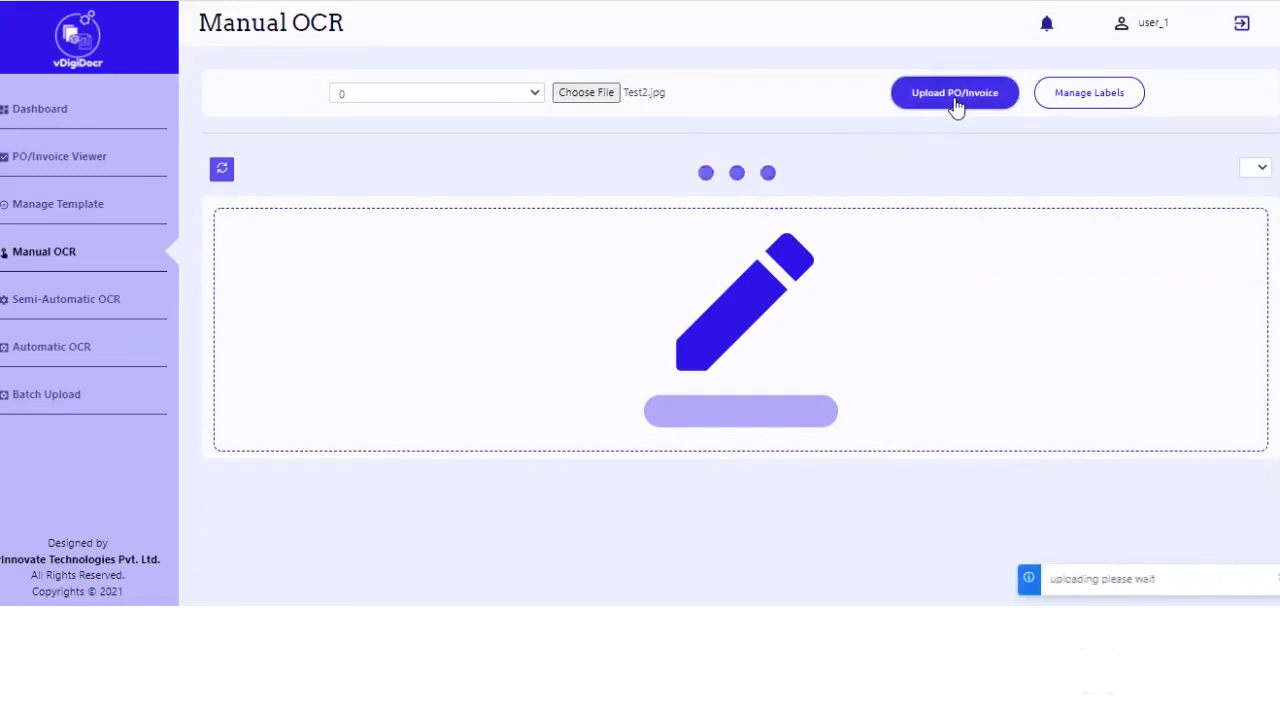 Manual OCR
user_1
vDigiDocr
0
Choose File Test2.jpg
Upload PO/Invoice
Manage Labels
Dashboard
PO/Invoice Viewer
Manage Template
Manual OCR
Semi-Automatic OCR
Automatic OCR
Batch Upload
Designed by
Innovate Technologies Pvt. Ltd.
All Rights Reserved.
Copyrights © 2021
uploading please wait